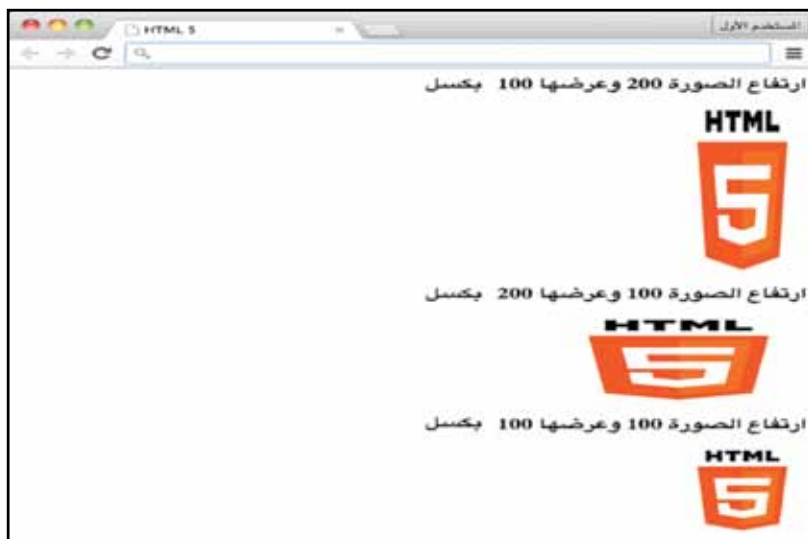 HTML 5
المستخدم الأول
ارتفاع الصورة 200 وعرضها 100 بكسل
HTML
5
ارتفاع الصورة 100 وعرضها 200 بكسل
HTML
5
ارتفاع الصورة 100 وعرضها 100 بكسل
HTML
5